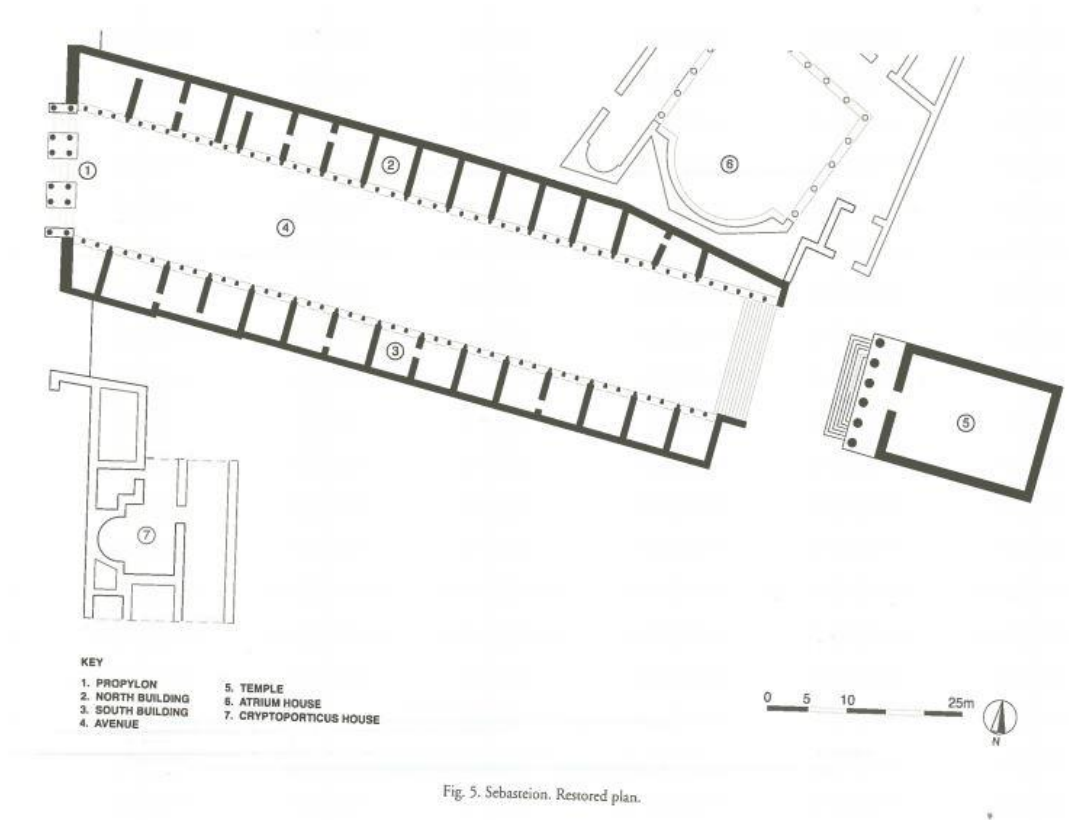 1
2
3
4
5
6
7
KEY
1. PROPYLON
2. NORTH BUILDING
3. SOUTH BUILDING
4. AVENUE
5. TEMPLE
6. ATRIUM HOUSE
7. CRYPTOPORTICUS HOUSE
0 5 10 25m
N
Fig. 5. Sebasteion. Restored plan.